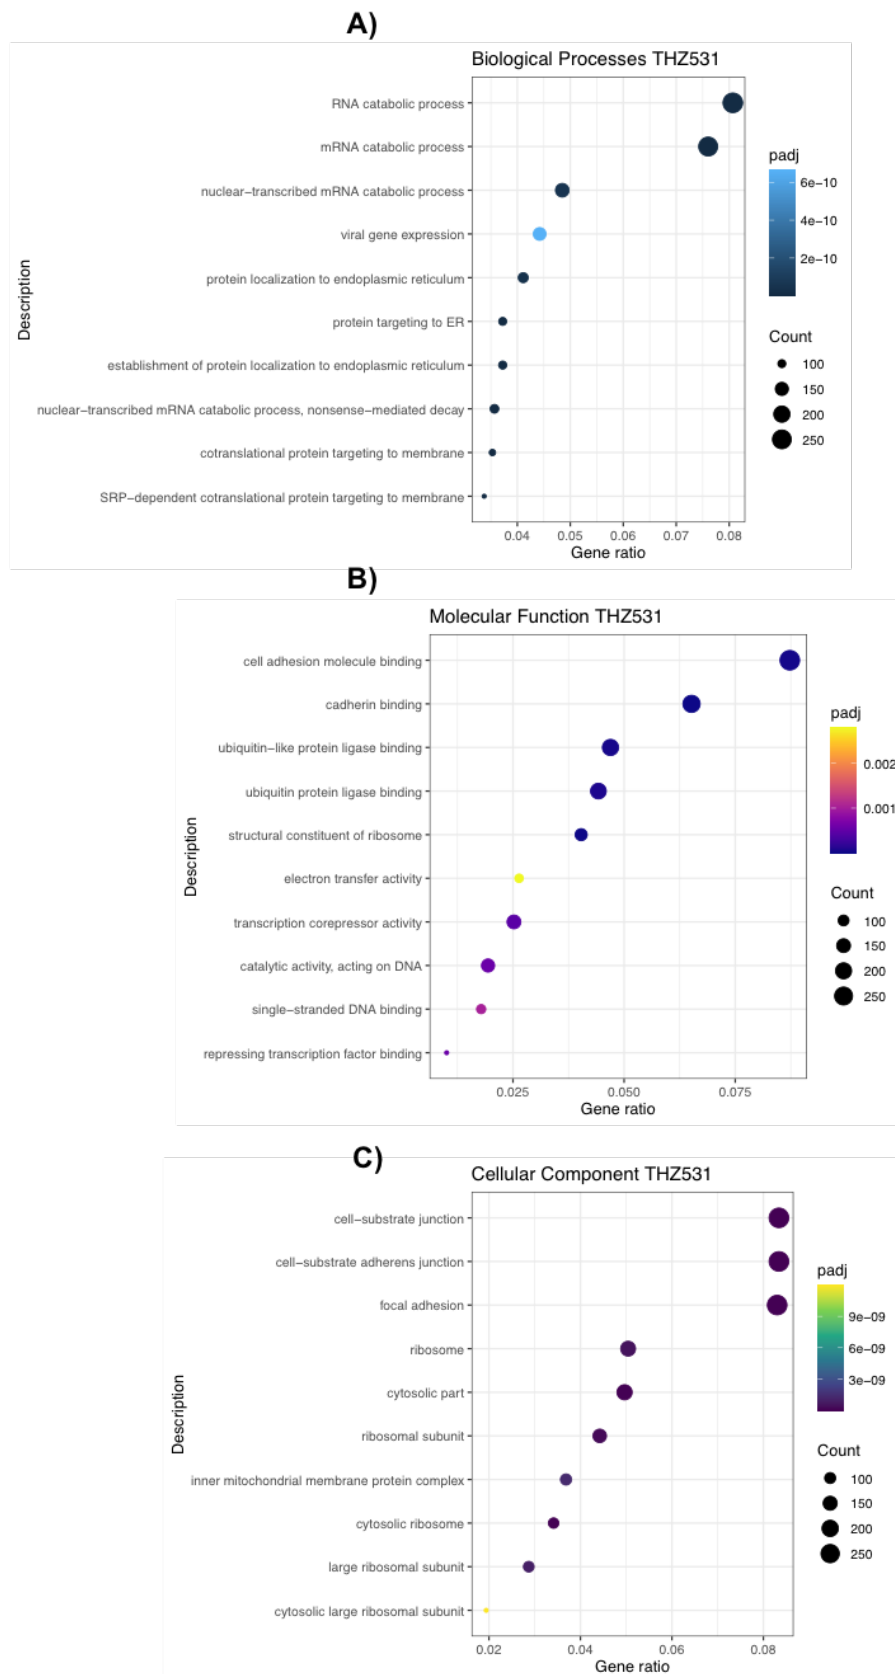 A)
Biological Processes THZ531
Description
RNA catabolic process
mRNA catabolic process
nuclear−transcribed mRNA catabolic process
viral gene expression
protein localization to endoplasmic reticulum
protein targeting to ER
establishment of protein localization to endoplasmic reticulum
nuclear−transcribed mRNA catabolic process, nonsense−mediated decay
cotranslational protein targeting to membrane
SRP−dependent cotranslational protein targeting to membrane
0.04 0.05 0.06 0.07 0.08
Gene ratio
padj
6e−10
4e−10
2e−10
Count
100
150
200
250
B)
Molecular Function THZ531
Description
cell adhesion molecule binding
cadherin binding
ubiquitin−like protein ligase binding
ubiquitin protein ligase binding
structural constituent of ribosome
electron transfer activity
transcription corepressor activity
catalytic activity, acting on DNA
single−stranded DNA binding
repressing transcription factor binding
0.025 0.050 0.075
Gene ratio
padj
0.002
0.001
Count
100
150
200
250
C)
Cellular Component THZ531
Description
cell−substrate junction
cell−substrate adherens junction
focal adhesion
ribosome
cytosolic part
ribosomal subunit
inner mitochondrial membrane protein complex
cytosolic ribosome
large ribosomal subunit
cytosolic large ribosomal subunit
0.02 0.04 0.06 0.08
Gene ratio
padj
9e−09
6e−09
3e−09
Count
100
150
200
250